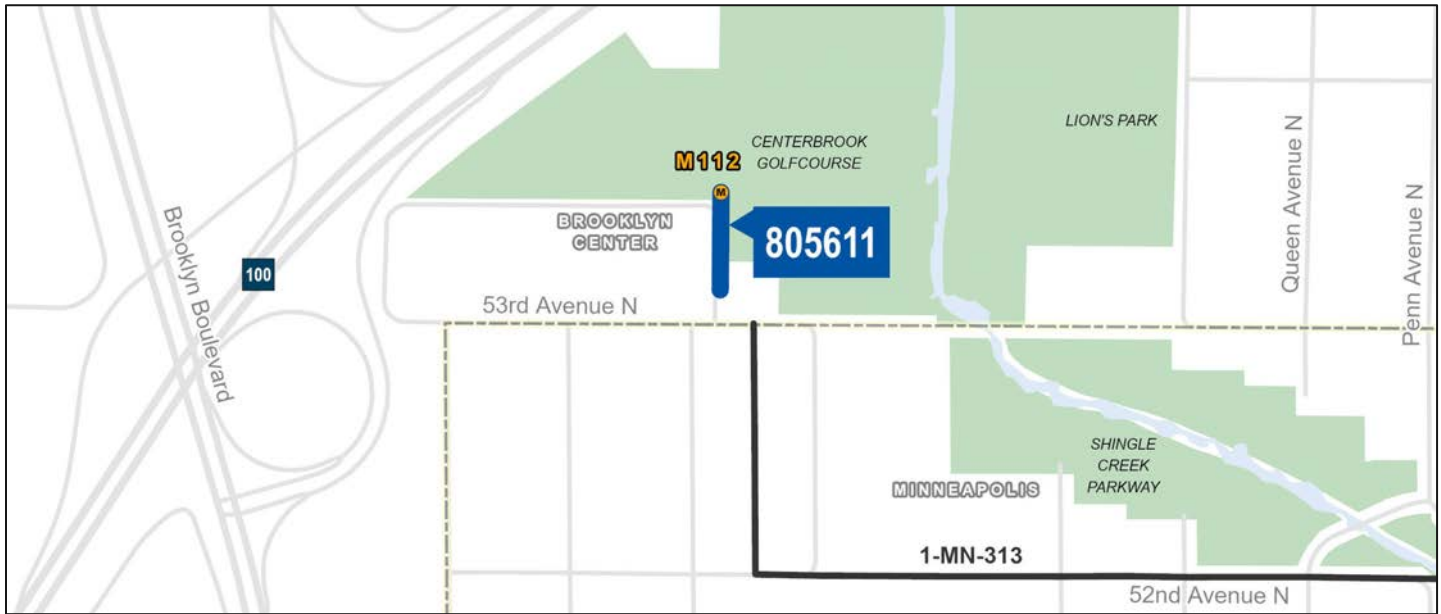 LION'S PARK
CENTERBROOK
GOLFCOURSE
M112
M
BROOKLYN
CENTER
805611
100
Brooklyn Boulevard
53rd Avenue N
Queen Avenue N
Penn Avenue N
SHINGLE
CREEK
PARKWAY
MINNEAPOLIS
1-MN-313
52nd Avenue N